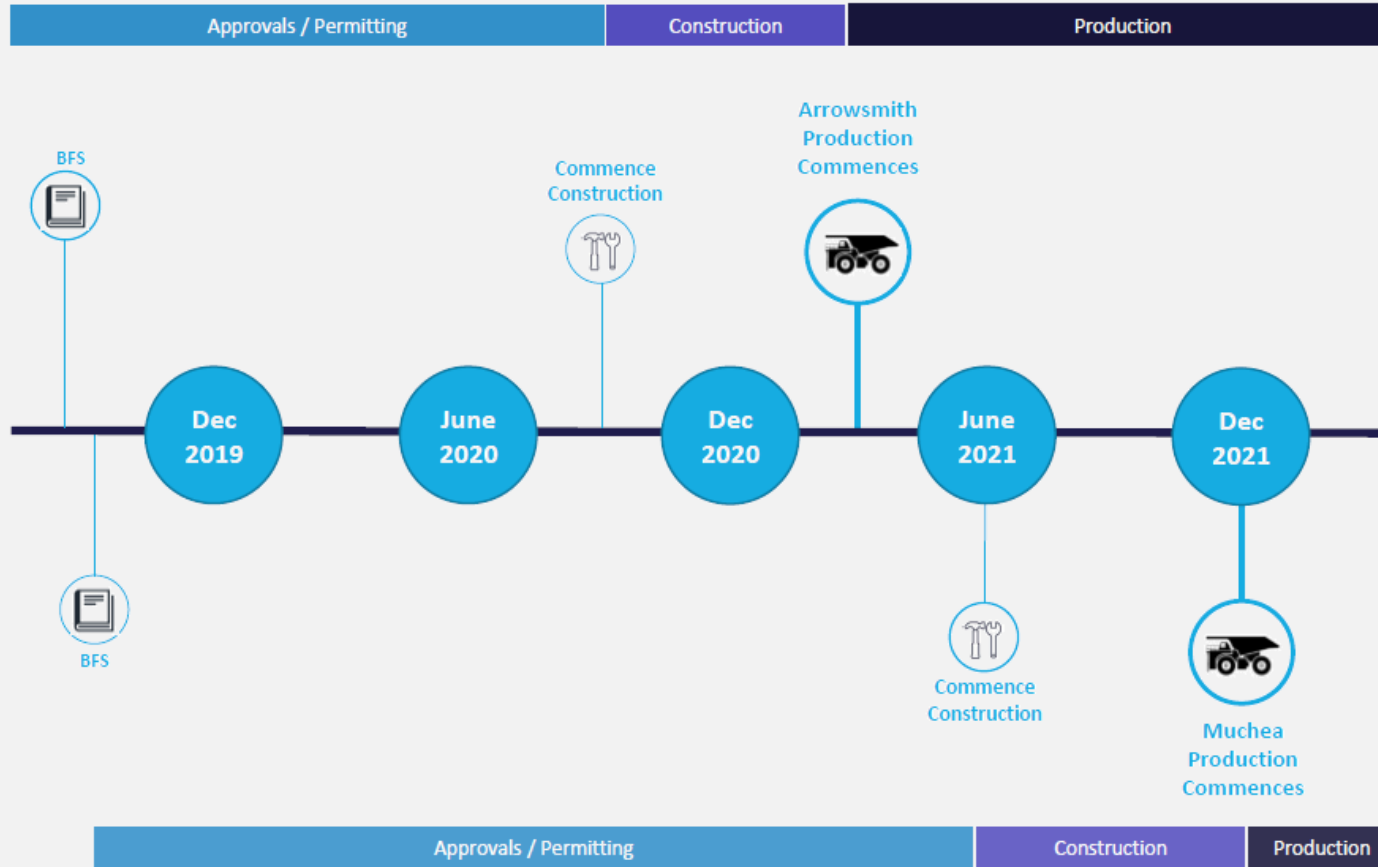 Approvals / Permitting
Construction
Production
Arrowsmith
Production
Commences
BFS
Commence
Construction
Dec
2019
June
2020
Dec
2020
June
2021
Dec
2021
BFS
Commence
Construction
Muchea
Production
Commences
Approvals / Permitting
Construction
Production